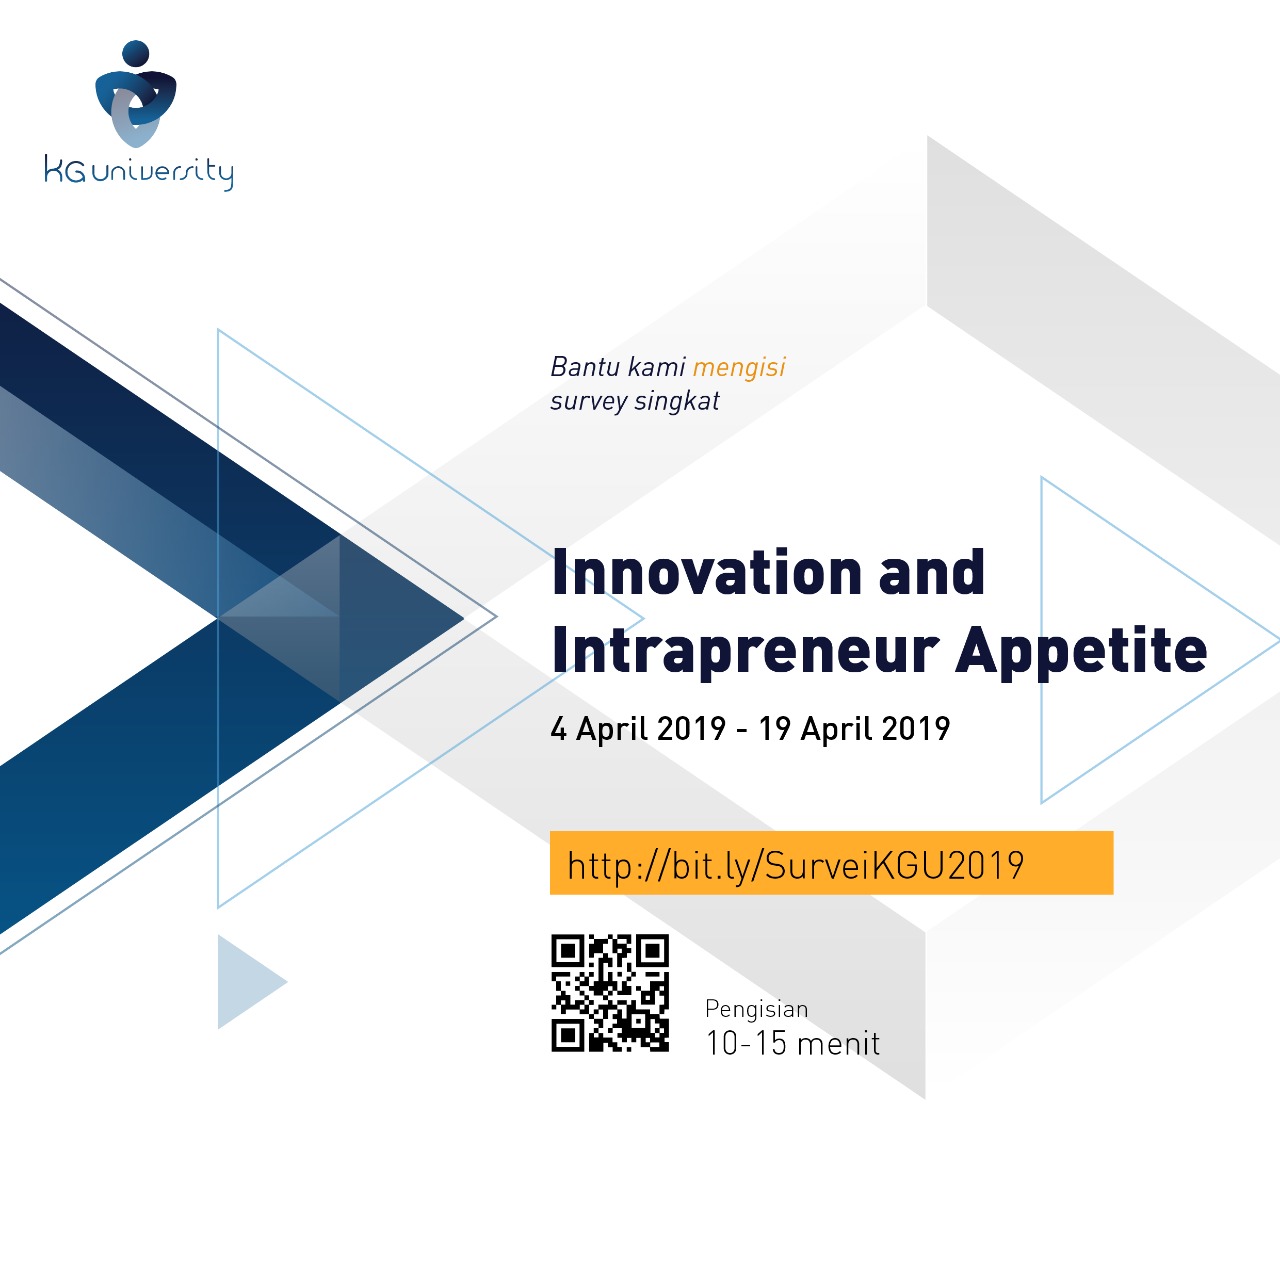 KG university
Bantu kami mengisi
survey singkat
Innovation and
Intrapreneur Appetite
4 April 2019 - 19 April 2019
http://bit.ly/SurveiKGU2019
Pengisian
10-15 menit